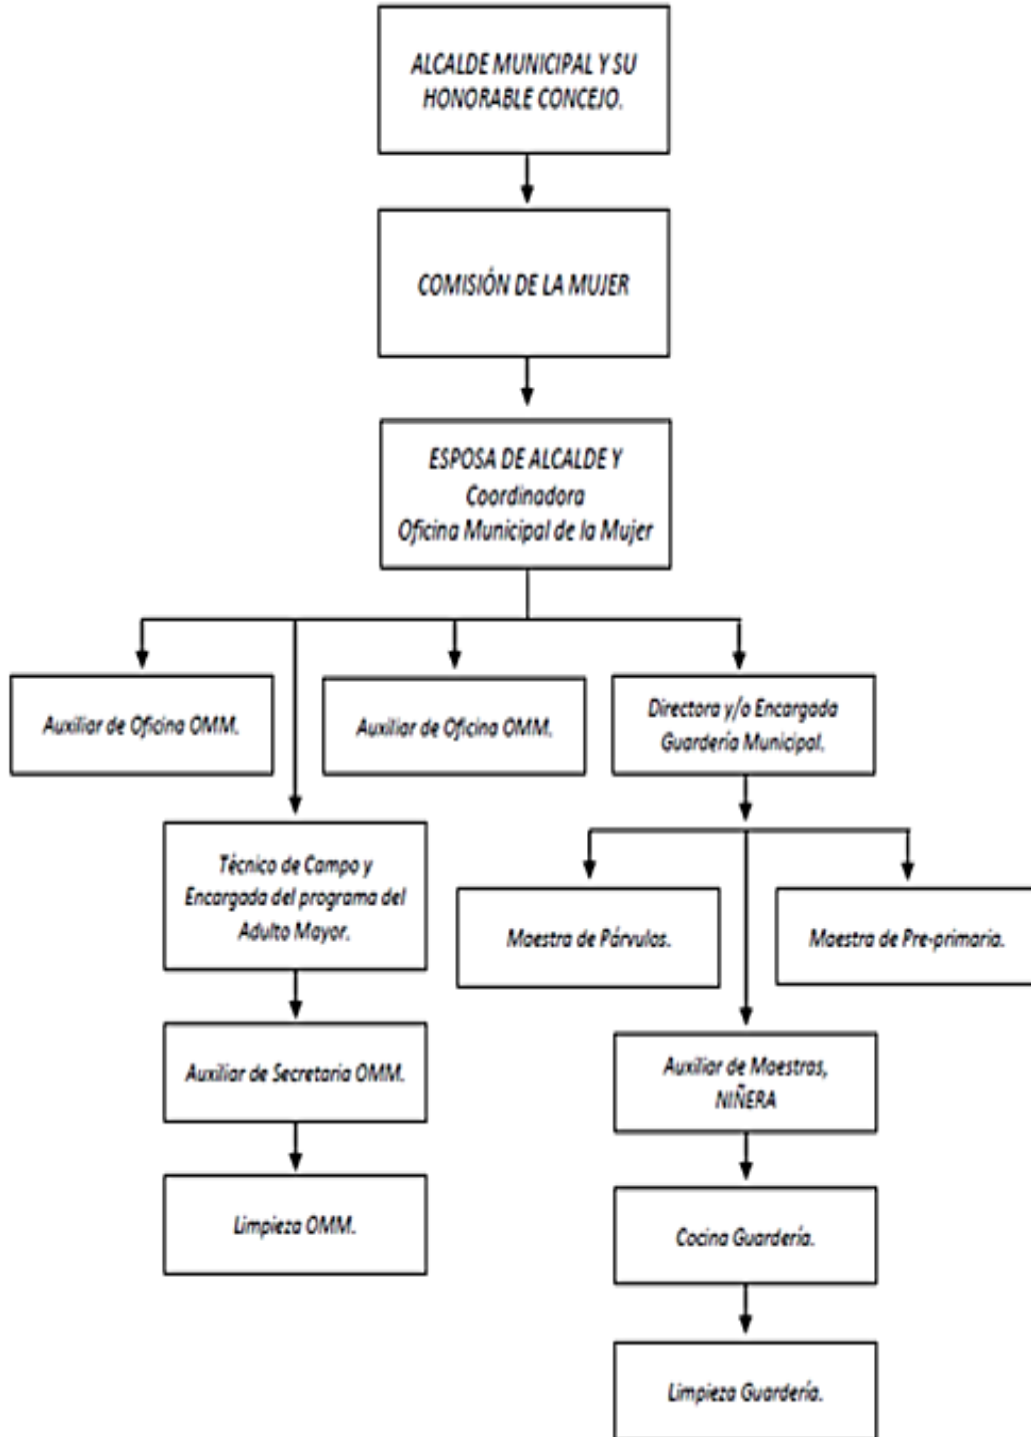 ALCALDE MUNICIPAL Y SU
HONORABLE CONCEJO.
COMISIÓN DE LA MUJER
ESPOSA DE ALCALDE Y
Coordinadora
Oficina Municipal de la Mujer
Auxiliar de Oficina OMM.
Auxiliar de Oficina OMM.
Directora y/o Encargada
Guardería Municipal.
Técnico de Campo y
Encargada del programa del
Adulto Mayor.
Maestra de Párvulos.
Maestra de Pre-primaria.
Auxiliar de Secretaria OMM.
Auxiliar de Maestras,
NIÑERA
Limpieza OMM.
Cocina Guardería.
Limpieza Guardería.